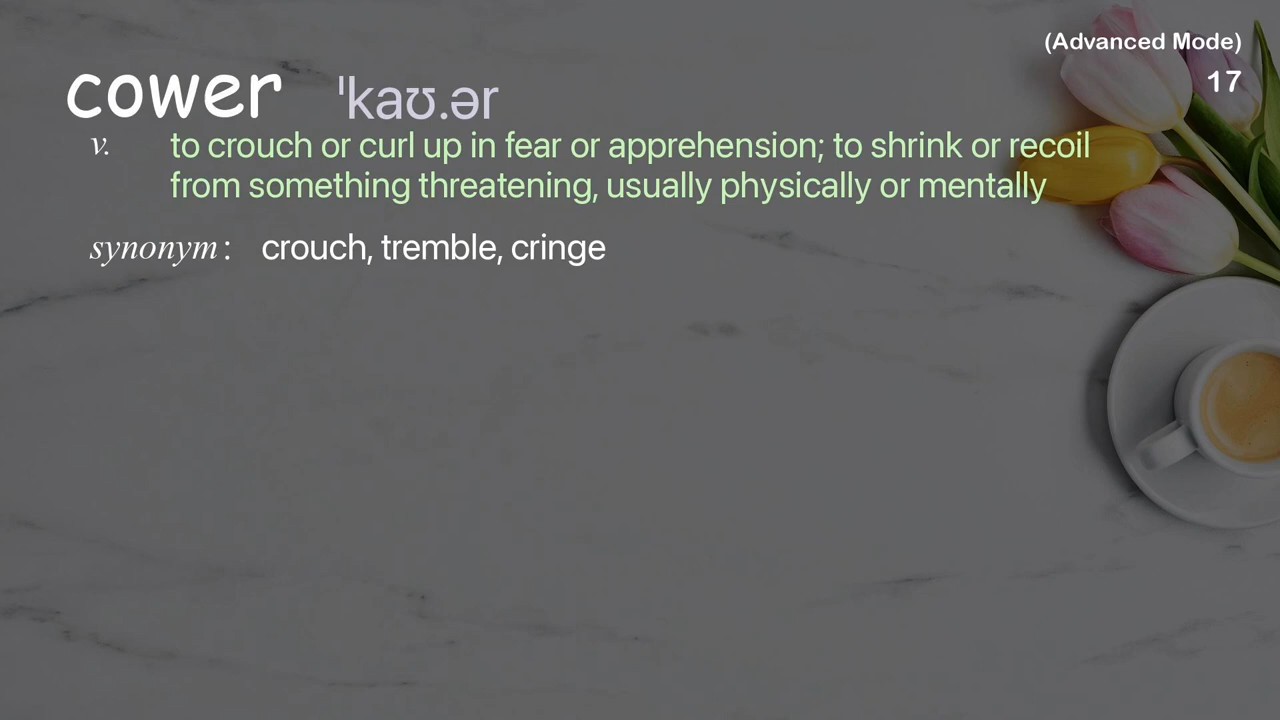 (Advanced Mode)
17
cower ˈkaʊ.ər
v. to crouch or curl up in fear or apprehension; to shrink or recoil
from something threatening, usually physically or mentally
synonym: crouch, tremble, cringe